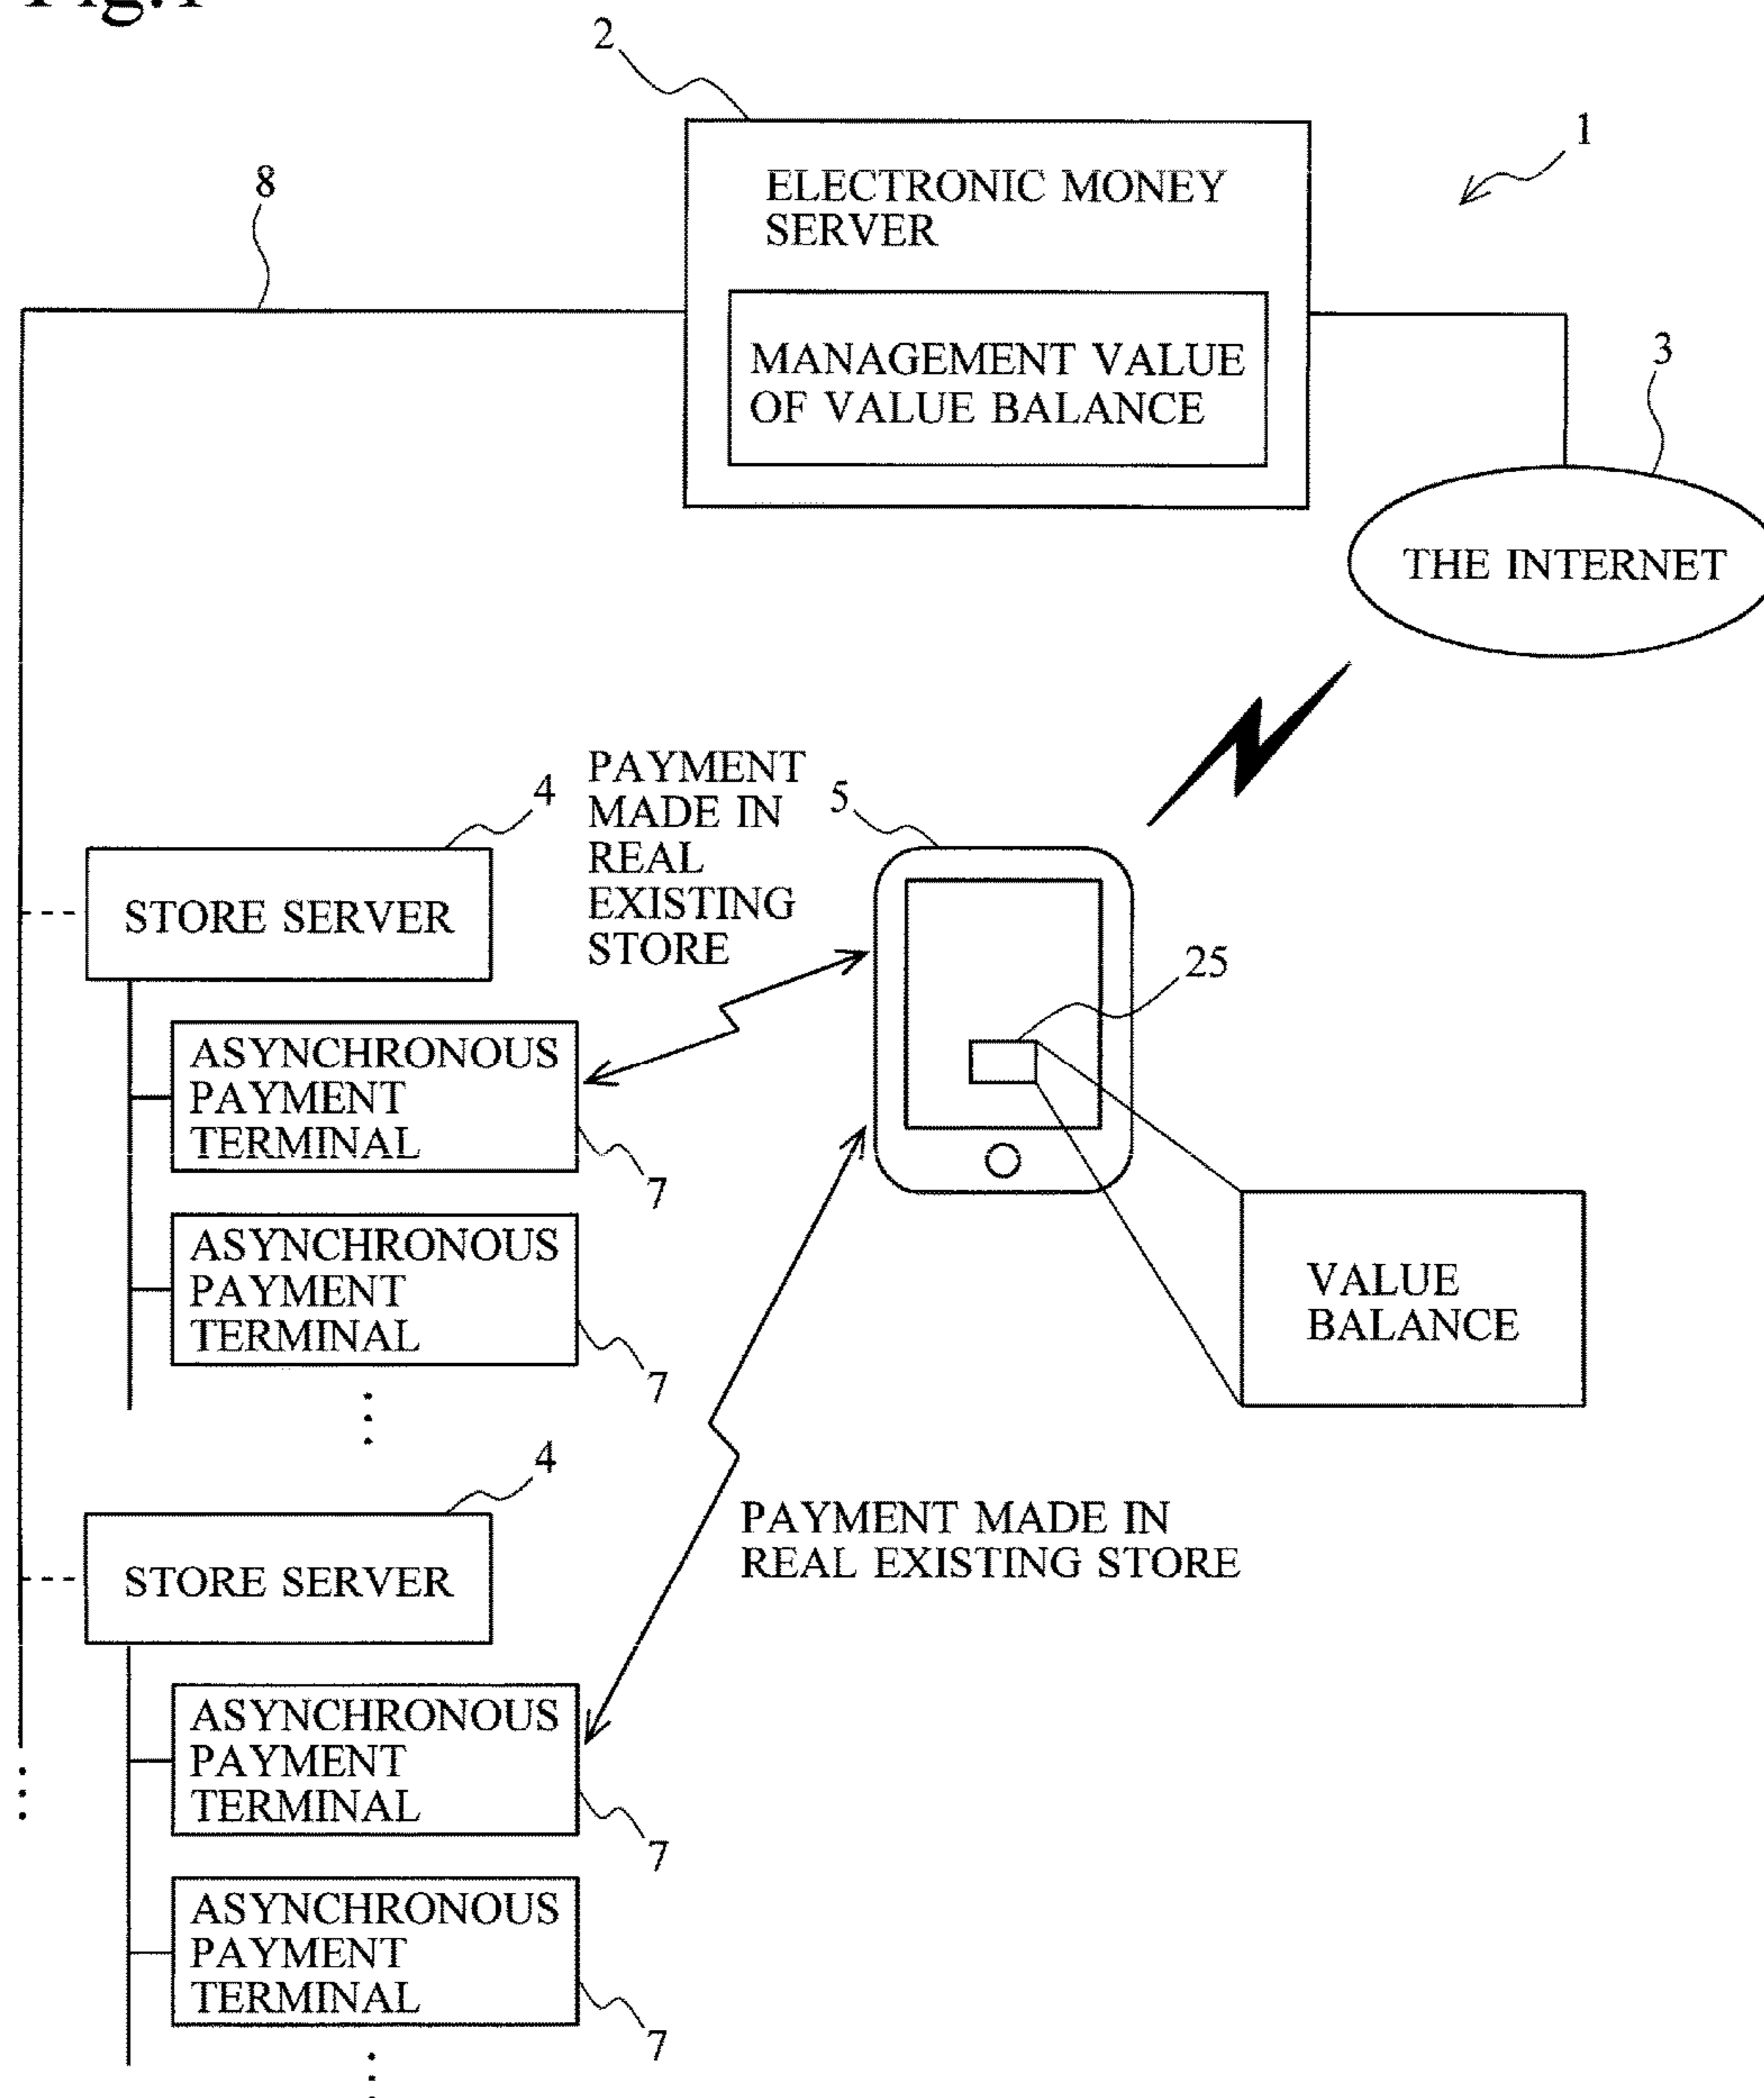 Fig.1
2
1
8
ELECTRONIC MONEY
SERVER
MANAGEMENT VALUE
OF VALUE BALANCE
3
THE INTERNET
4
PAYMENT
MADE IN
REAL
EXISTING
STORE
5
STORE SERVER
25
ASYNCHRONOUS
PAYMENT
TERMINAL
7
ASYNCHRONOUS
PAYMENT
TERMINAL
7
VALUE
BALANCE
4
STORE SERVER
PAYMENT MADE IN
REAL EXISTING STORE
ASYNCHRONOUS
PAYMENT
TERMINAL
7
ASYNCHRONOUS
PAYMENT
TERMINAL
7